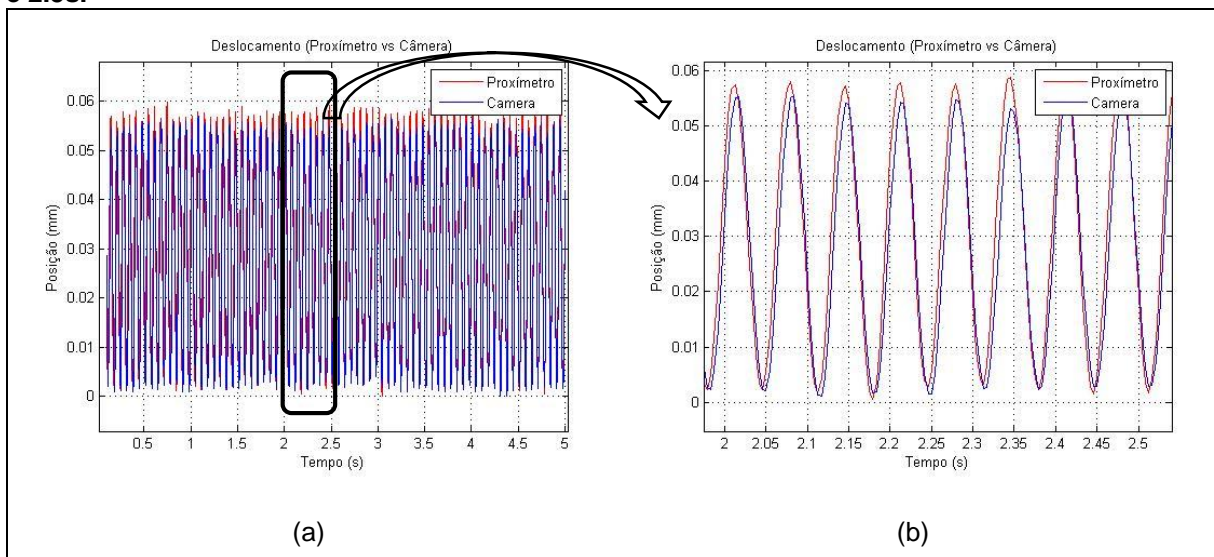 Deslocamento (Proxímetro vs Câmera)
Proxímetro
Camera
Posição (mm)
0.06
0.05
0.04
0.03
0.02
0.01
0
0.5 1 1.5 2 2.5 3 3.5 4 4.5 5
Tempo (s)
(a)
Deslocamento (Proxímetro vs Câmera)
Proxímetro
Camera
Posição (mm)
0.06
0.05
0.04
0.03
0.02
0.01
0
2 2.05 2.1 2.15 2.2 2.25 2.3 2.35 2.4 2.45 2.5
Tempo (s)
(b)